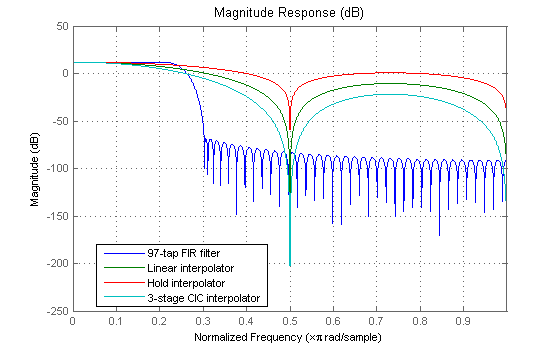 Magnitude Response (dB)
50
0
-50
-100
-150
-200
-250
Magnitude (dB)
97-tap FIR filter
Linear interpolator
Hold interpolator
3-stage CIC interpolator
0 0.1 0.2 0.3 0.4 0.5 0.6 0.7 0.8 0.9
Normalized Frequency (×π rad/sample)